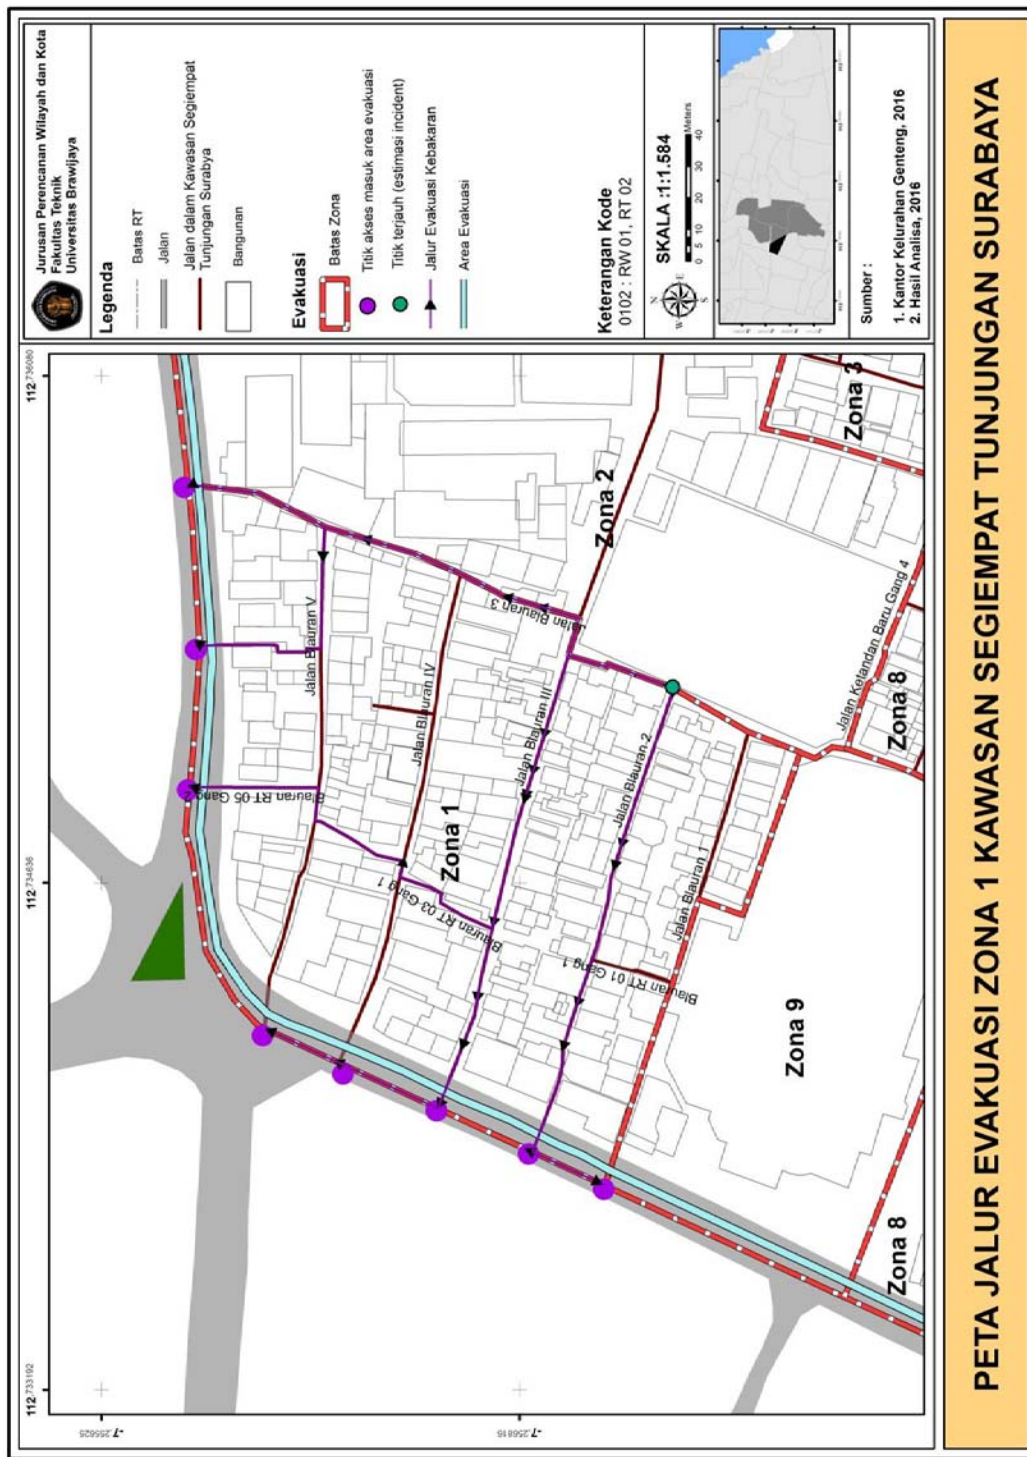 Jurusan Perencanan Wilayah dan Kota
Fakultas Teknik
Universitas Brawijaya
Legenda
Batas RT
Jalan
Jalan dalam Kawasan Segiempat
Tunjungan Surabya
Bangunan
Evakuasi
Batas Zona
Titik akses masuk area evakuasi
Titik terjauh (estimasi incident)
Jalur Evakuasi Kebakaran
Area Evakuasi
Keterangan Kode
0102 : RW 01, RT 02
SKALA :1:1.584
N
E
S
W
0 5 10 20 30 40
Meters
Sumber :
1. Kantor Kelurahan Genteng, 2016
2. Hasil Analisa, 2016
112.733192
112.734636
112.736080
-7.255625
-7.256815
Jalan Blauran V
Blauran RT 05 Gang 2
Jalan Blauran IV
Jalan Blauran 3
Zona 1
Blauran RT 03 Gang 1
Jalan Blauran III
Zona 2
Jalan Blauran 2
Blauran RT 01 Gang 1
Jalan Blauran 1
Zona 9
Zona 3
Jalan Ketandan Baru Gang 4
Zona 8
Zona 8
PETA JALUR EVAKUASI ZONA 1 KAWASAN SEGIEMPAT TUNJUNGAN SURABAYA